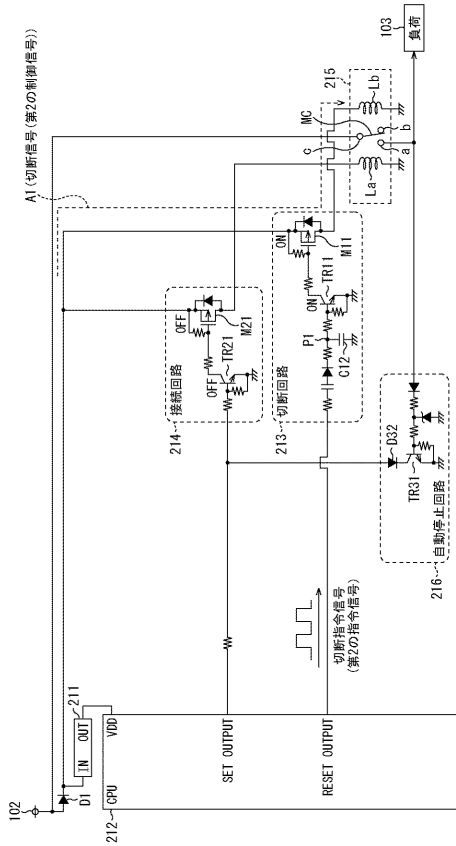 A1(切断信号(第2の制御信号))
102
D1
211
IN OUT
VDD
CPU
212
SET OUTPUT
RESET OUTPUT
切断指令信号
(第2の指令信号)
214
接続回路
OFF
OFF
TR21
M21
213
切断回路
P1
C12
ON
TR11
ON
M11
215
MC
c
a
b
La
Lb
103
負荷
D32
TR31
216
自動停止回路